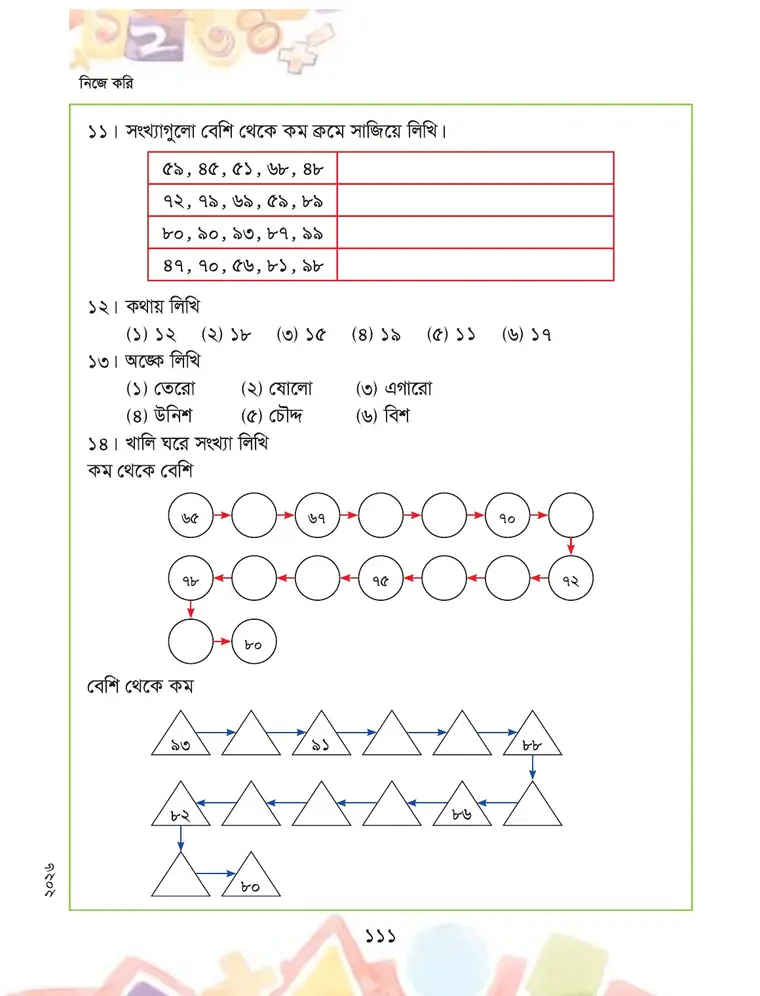 ১২৩৪
নিজে করি
১১। সংখ্যাগুলো বেশি থেকে কম ক্রমে সাজিয়ে লিখি।
৫৯, ৪৫, ৫১, ৬৮, ৪৮
৭২, ৭৯, ৬৯, ৫৯, ৮৯
৮০, ৯০, ৯৩, ৮৭, ৯৯
৪৭, ৭০, ৫৬, ৮১, ৯৮
১২। কথায় লিখি
(১) ১২ (২) ১৮ (৩) ১৫ (৪) ১৯ (৫) ১১ (৬) ১৭
১৩। অঙ্কে লিখি
(১) তেরো (২) ষোলো (৩) এগারো
(৪) উনিশ (৫) চৌদ্দ (৬) বিশ
১৪। খালি ঘরে সংখ্যা লিখি
কম থেকে বেশি
৬৫ ৬৭ ৭০
৭৮ ৭৫ ৭২
৮০
বেশি থেকে কম
৯৩ ৯১ ৮৮
৮২ ৮৬
৮০
২০২৬
১১১